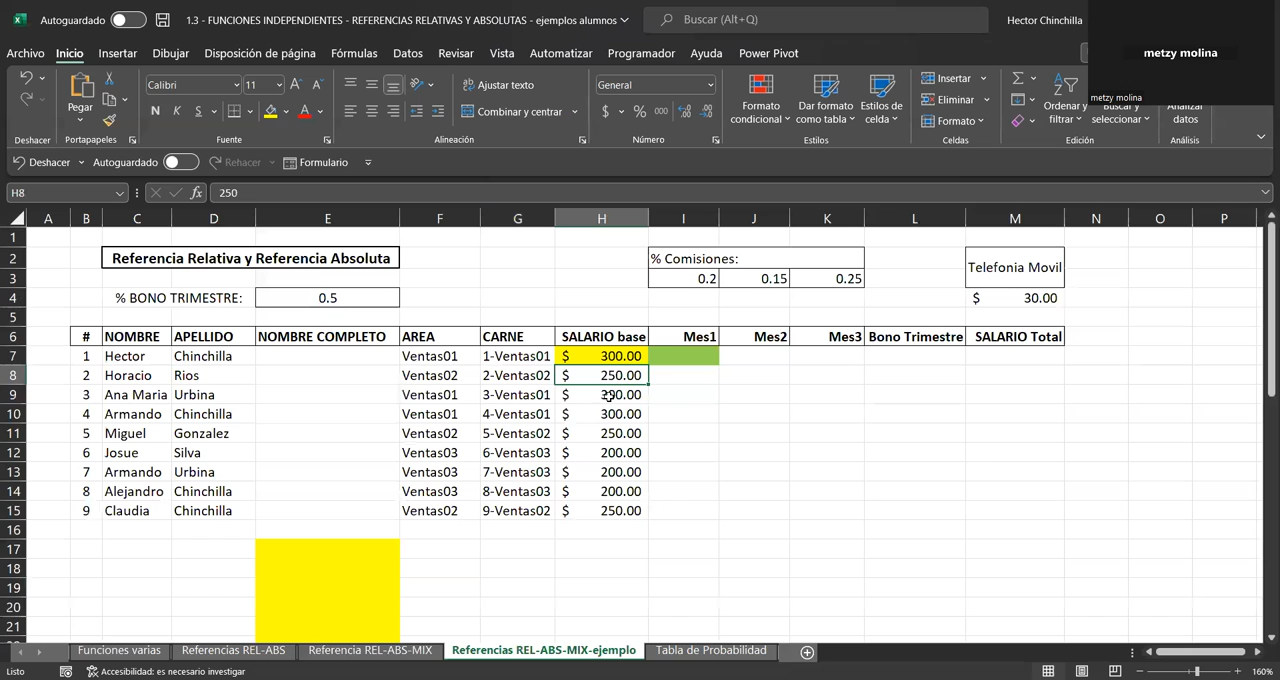 Autoguardado 1.3 - FUNCIONES INDEPENDIENTES - REFERENCIAS RELATIVAS Y ABSOLUTAS - ejemplos alumnos Buscar (Alt+Q) Hector Chinchilla
metzy molina
Archivo Inicio Insertar Dibujar Disposición de página Fórmulas Datos Revisar Vista Automatizar Programador Ayuda Power Pivot
metzy molina
Pegar
Calibri 11
N K S
Ajustar texto
Combinar y centrar
General
$ % 000
Formato condicional
Dar formato como tabla
Estilos de celda
Insertar
Eliminar
Formato
Ordenar y filtrar
Buscar y seleccionar
Analizar datos
Deshacer Portapapeles Fuente Alineación Número Estilos Celdas Edición Análisis
Deshacer Autoguardado Rehacer Formulario
H8 fx 250
A B C D E F G H I J K L M N O P
1
2 Referencia Relativa y Referencia Absoluta % Comisiones: Telefonia Movil
3 0.2 0.15 0.25
4 % BONO TRIMESTRE: 0.5 $ 30.00
5
6 # NOMBRE APELLIDO NOMBRE COMPLETO AREA CARNE SALARIO base Mes1 Mes2 Mes3 Bono Trimestre SALARIO Total
7 1 Hector Chinchilla Ventas01 1-Ventas01 $ 300.00
8 2 Horacio Rios Ventas02 2-Ventas02 $ 250.00
9 3 Ana Maria Urbina Ventas01 3-Ventas01 $ 300.00
10 4 Armando Chinchilla Ventas01 4-Ventas01 $ 300.00
11 5 Miguel Gonzalez Ventas02 5-Ventas02 $ 250.00
12 6 Josue Silva Ventas03 6-Ventas03 $ 200.00
13 7 Armando Urbina Ventas03 7-Ventas03 $ 200.00
14 8 Alejandro Chinchilla Ventas03 8-Ventas03 $ 200.00
15 9 Claudia Chinchilla Ventas02 9-Ventas02 $ 250.00
16
17
18
19
20
21
Funciones varias Referencias REL-ABS Referencia REL-ABS-MIX Referencias REL-ABS-MIX-ejemplo Tabla de Probabilidad
Listo Accesibilidad: es necesario investigar 160%